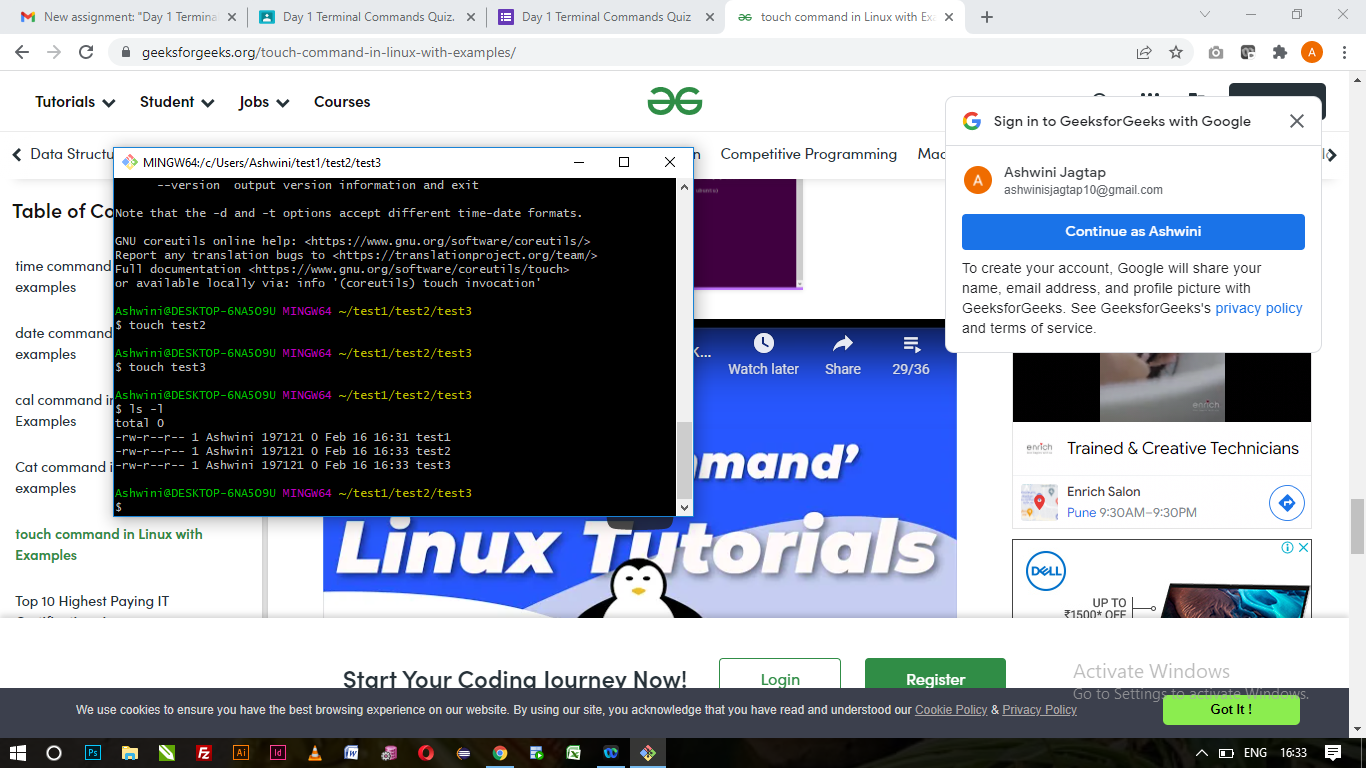 New assignment: "Day 1 Termina
Day 1 Terminal Commands Quiz.
Day 1 Terminal Commands Quiz
touch command in Linux with Exa
geeksforgeeks.org/touch-command-in-linux-with-examples/
A
Tutorials
Student
Jobs
Courses
Data Structu
Competitive Programming
Mac
Sign in to GeeksforGeeks with Google
A
Ashwini Jagtap
ashwinisjagtap10@gmail.com
Continue as Ashwini
To create your account, Google will share your
name, email address, and profile picture with
GeeksforGeeks. See GeeksforGeeks's privacy policy
and terms of service.
Table of Co
time command
examples
date command
examples
cal command in
Examples
Cat command i
examples
touch command in Linux with
Examples
Top 10 Highest Paying IT
MINGW64:/c/Users/Ashwini/test1/test2/test3
--version  output version information and exit
Note that the -d and -t options accept different time-date formats.
GNU coreutils online help: <https://www.gnu.org/software/coreutils/>
Report any translation bugs to <https://translationproject.org/team/>
Full documentation <https://www.gnu.org/software/coreutils/touch>
or available locally via: info '(coreutils) touch invocation'
Ashwini@DESKTOP-6NA5O9U MINGW64 ~/test1/test2/test3
$ touch test2
Ashwini@DESKTOP-6NA5O9U MINGW64 ~/test1/test2/test3
$ touch test3
Ashwini@DESKTOP-6NA5O9U MINGW64 ~/test1/test2/test3
$ ls -l
total 0
-rw-r--r-- 1 Ashwini 197121 0 Feb 16 16:31 test1
-rw-r--r-- 1 Ashwini 197121 0 Feb 16 16:33 test2
-rw-r--r-- 1 Ashwini 197121 0 Feb 16 16:33 test3
Ashwini@DESKTOP-6NA5O9U MINGW64 ~/test1/test2/test3
$
K...
Watch later
Share
29/36
mmand'
Linux Tutorials
enrich
enrich
Trained & Creative Technicians
Enrich Salon
Pune 9:30AM–9:30PM
DELL
UP TO
₹1500* OFF
Start Your Coding Journey Now!
Login
Register
Activate Windows
Go to Settings to activate Windows.
We use cookies to ensure you have the best browsing experience on our website. By using our site, you acknowledge that you have read and understood our Cookie Policy & Privacy Policy
Got It !
Ps
Fz
Ai
Id
ENG
16:33